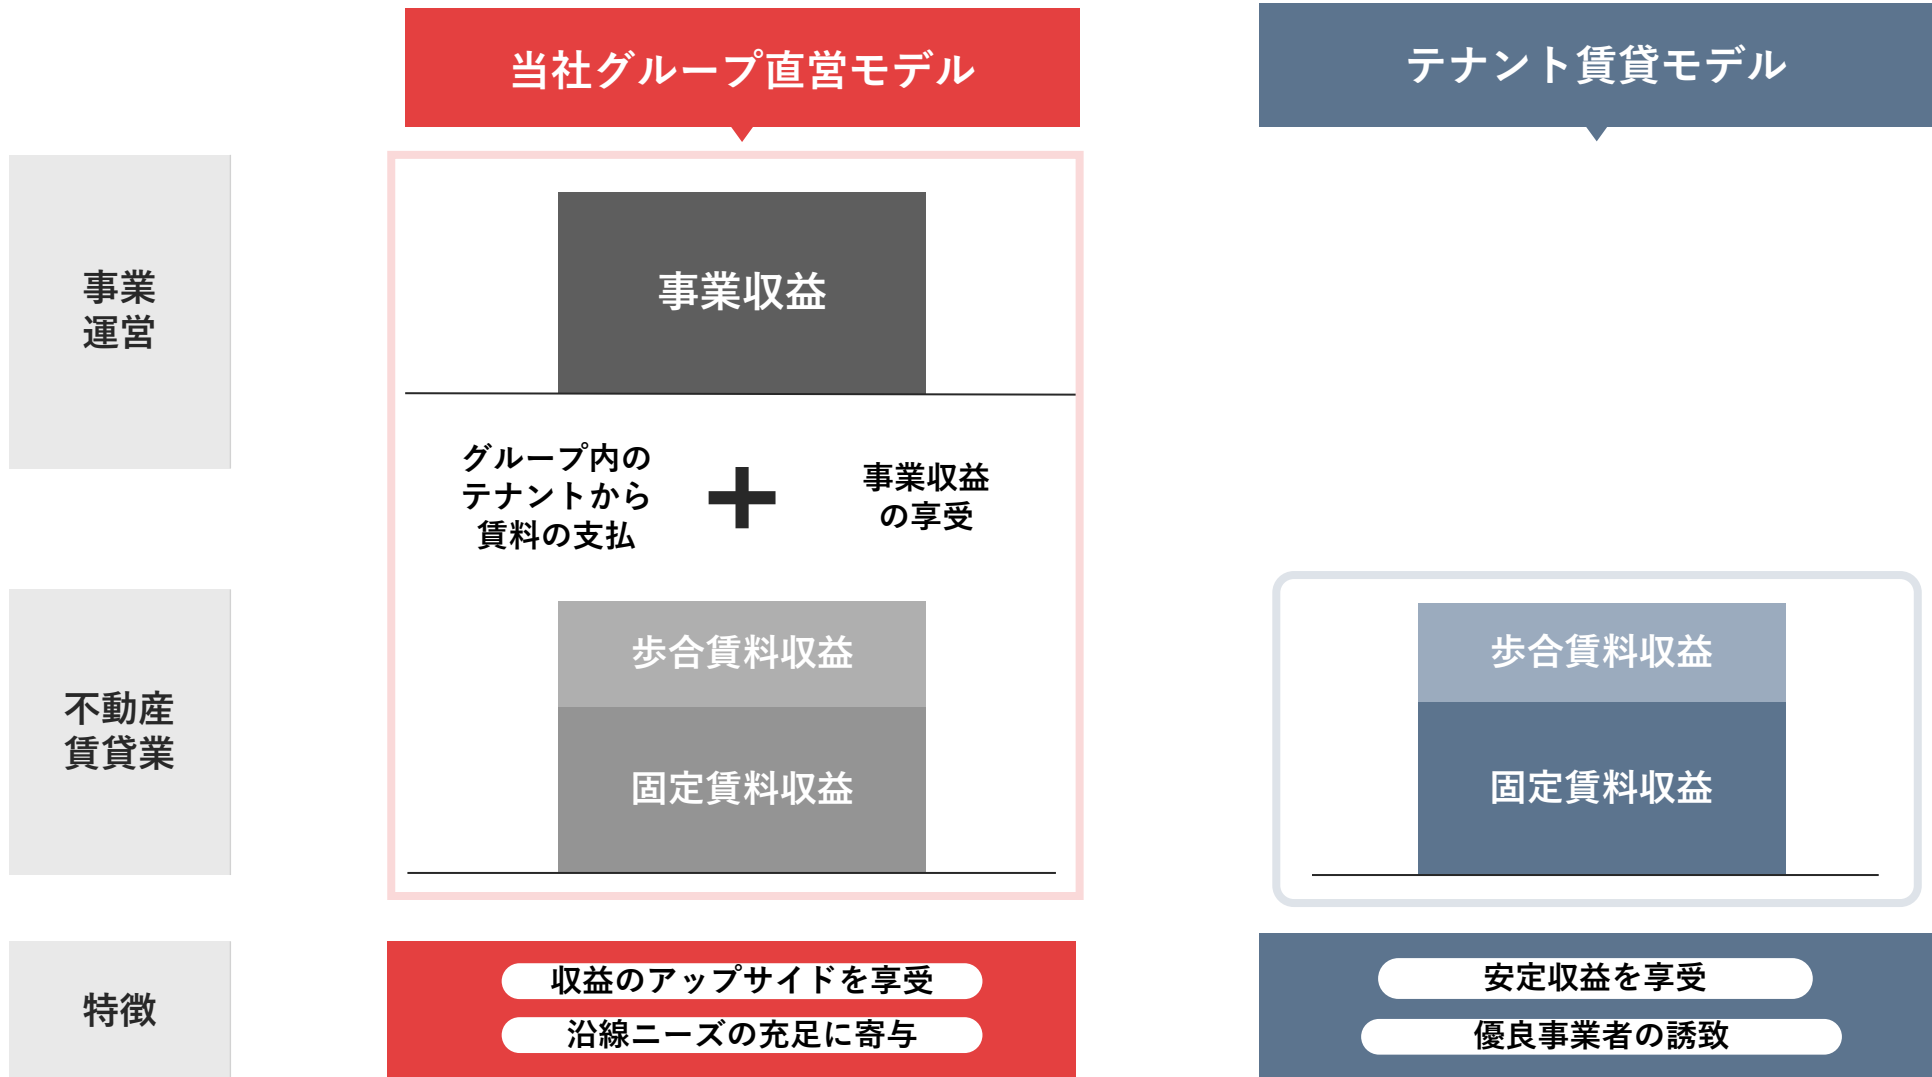 当社グループ直営モデル
テナント賃貸モデル
事業
運営
事業収益
グループ内の
テナントから
賃料の支払
+
事業収益
の享受
不動産
賃貸業
歩合賃料収益
固定賃料収益
歩合賃料収益
固定賃料収益
特徴
収益のアップサイドを享受
沿線ニーズの充足に寄与
安定収益を享受
優良事業者の誘致